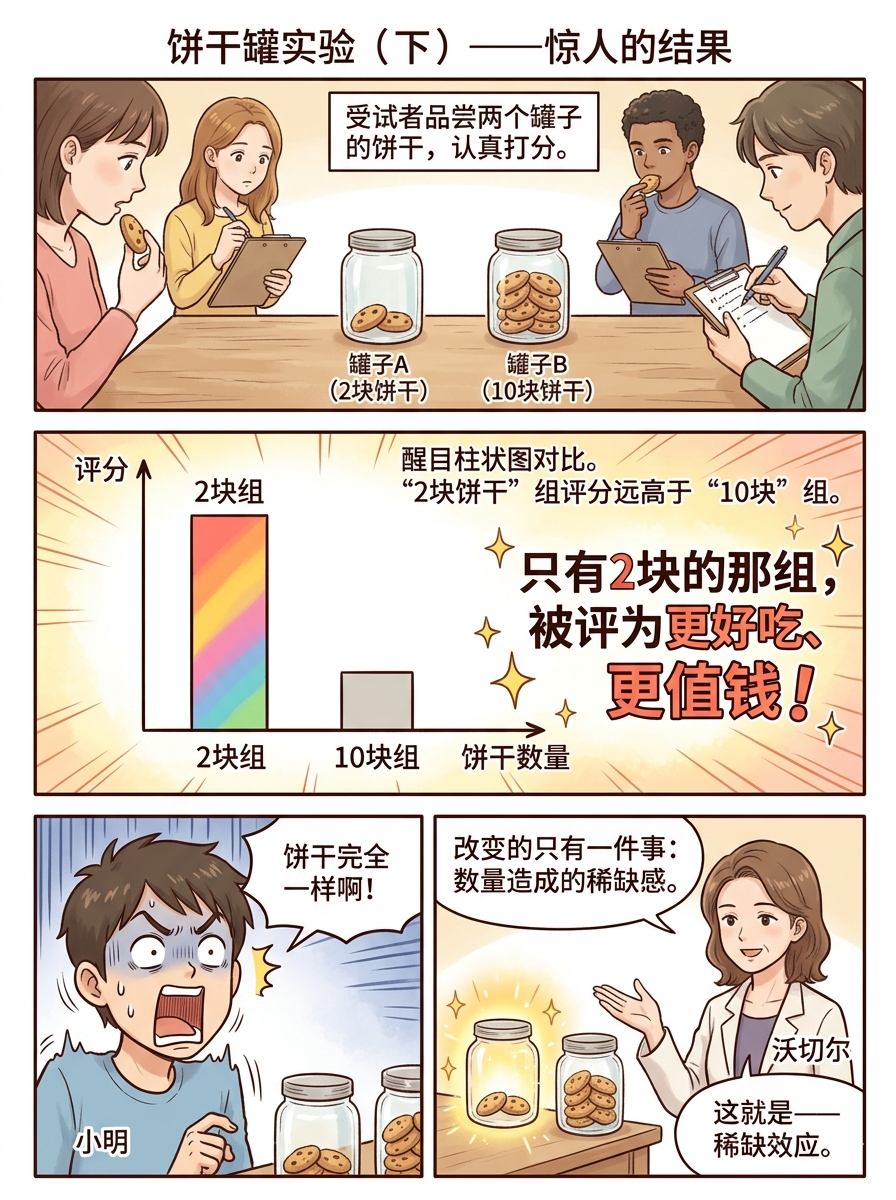 饼干罐实验（下）——惊人的结果
受试者品尝两个罐子
的饼干，认真打分。
罐子A
（2块饼干）
罐子B
（10块饼干）
评分
2块组
醒目柱状图对比。
“2块饼干”组评分远高于“10块”组。
只有2块的那组，
被评为更好吃、
更值钱！
2块组
10块组
饼干数量
饼干完全
一样啊！
小明
改变的只有一件事：
数量造成的稀缺感。
沃切尔
这就是——
稀缺效应。